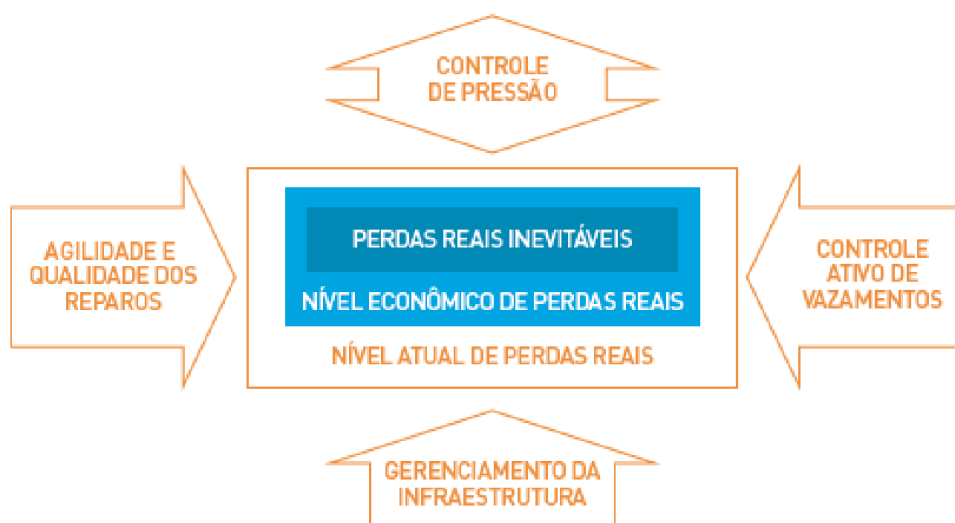 CONTROLE
DE PRESSÃO
AGILIDADE E
QUALIDADE DOS
REPAROS
PERDAS REAIS INEVITÁVEIS
NÍVEL ECONÔMICO DE PERDAS REAIS
NÍVEL ATUAL DE PERDAS REAIS
CONTROLE
ATIVO DE
VAZAMENTOS
GERENCIAMENTO DA
INFRAESTRUTURA